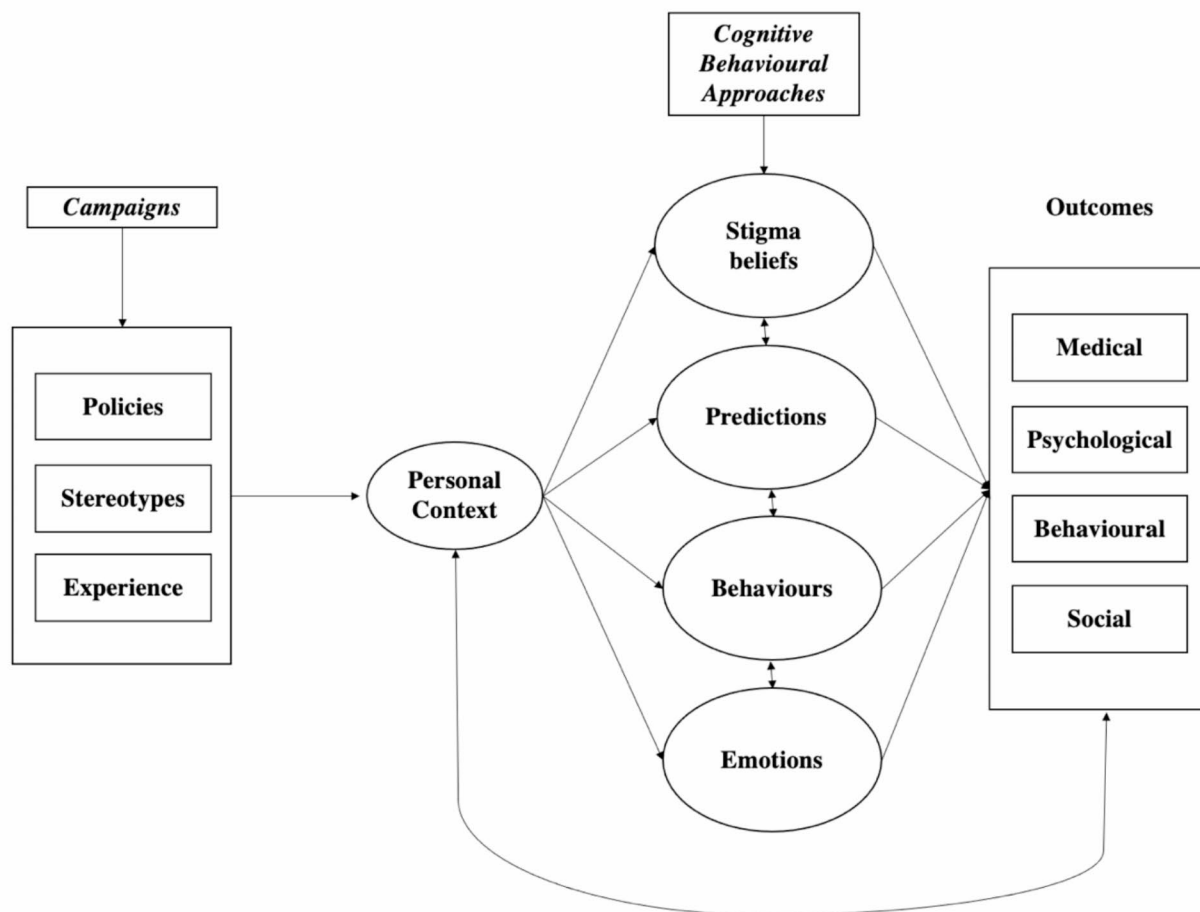 Cognitive
Behavioural
Approaches
Campaigns
Stigma
beliefs
Outcomes
Policies
Stereotypes
Experience
Personal
Context
Predictions
Behaviours
Emotions
Medical
Psychological
Behavioural
Social